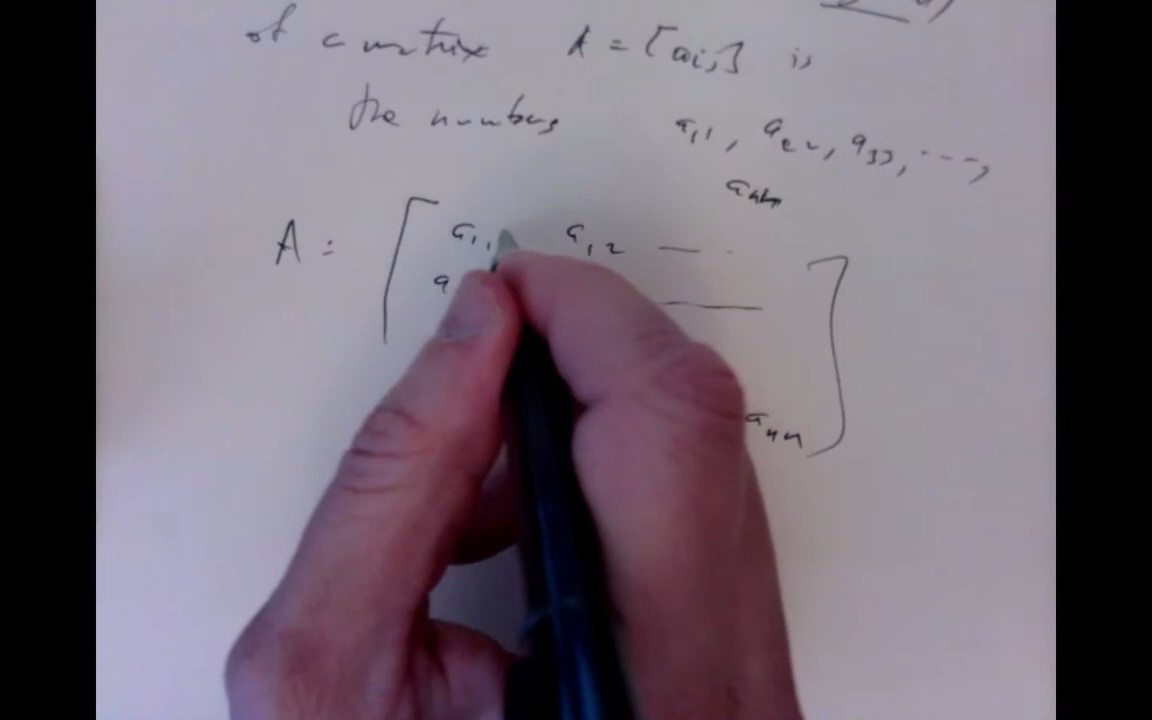 of a matrix A = [aij] is
the numbers a11, a22, a33, ...,
ann
A = [ a11 a12 — ..
a
ann ]